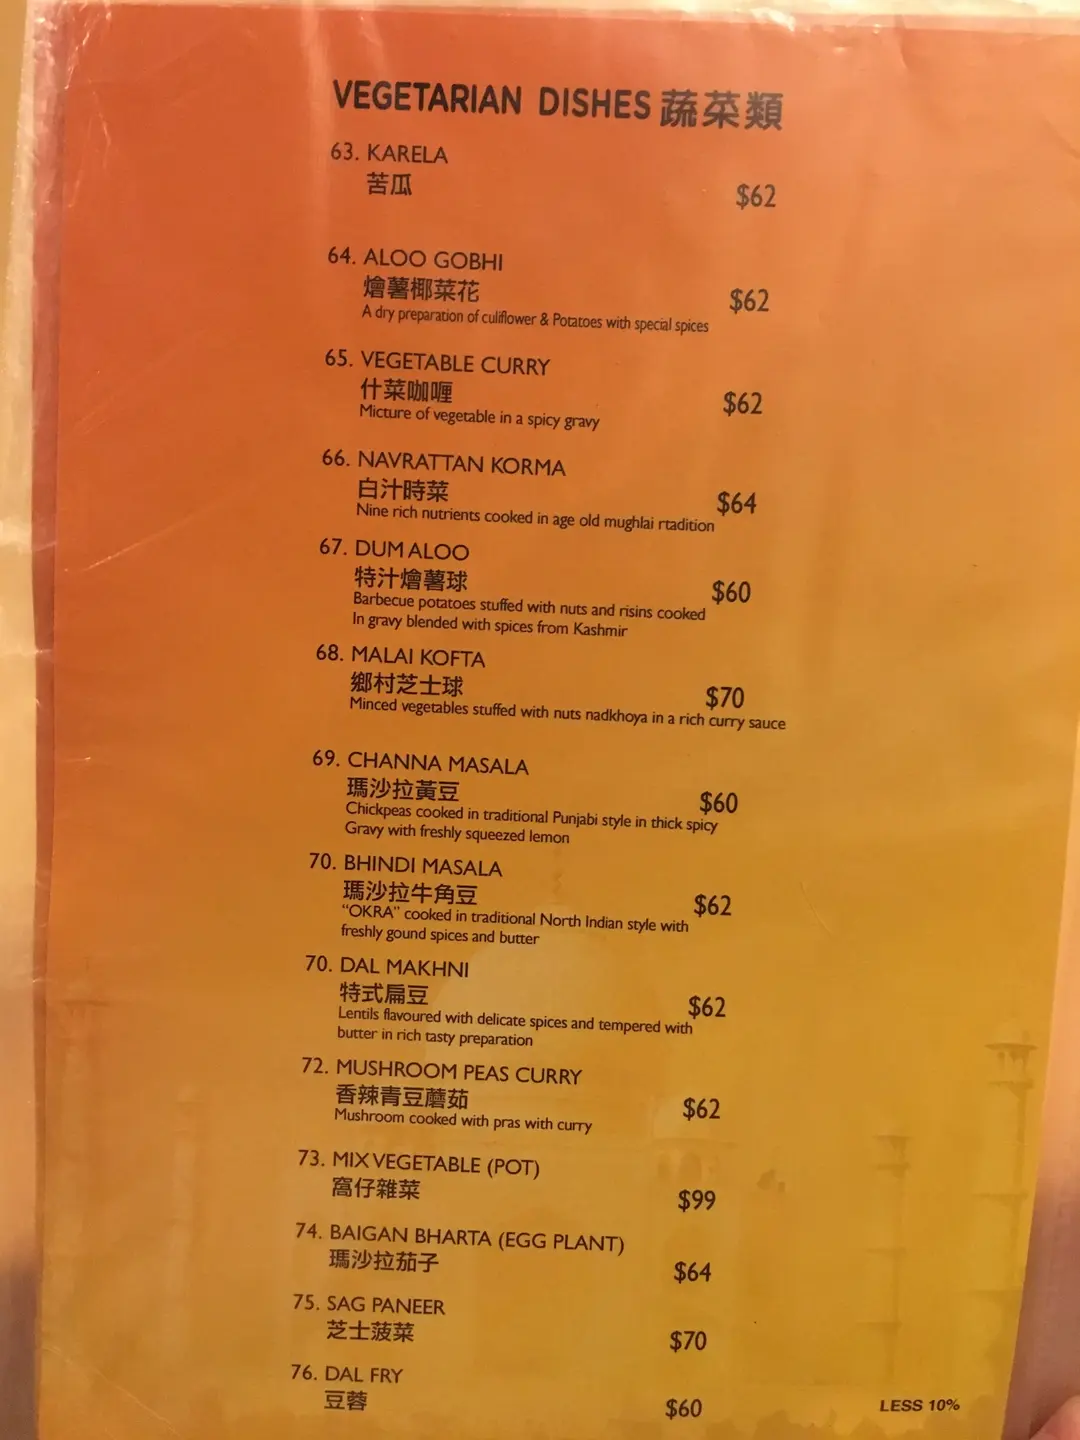 VEGETARIAN DISHES 蔬菜類
63. KARELA
苦瓜
$62
64. ALOO GOBHI
燴薯椰菜花
$62
A dry preparation of culiflower & Potatoes with special spices
65. VEGETABLE CURRY
什菜咖喱
$62
Micture of vegetable in a spicy gravy
66. NAVRATTAN KORMA
白汁時菜
$64
Nine rich nutrients cooked in age old mughlai rtadition
67. DUM ALOO
特汁燴薯球
$60
Barbecue potatoes stuffed with nuts and risins cooked
In gravy blended with spices from Kashmir
68. MALAI KOFTA
鄉村芝士球
$70
Minced vegetables stuffed with nuts nadkhoya in a rich curry sauce
69. CHANNA MASALA
瑪沙拉黃豆
$60
Chickpeas cooked in traditional Punjabi style in thick spicy
Gravy with freshly squeezed lemon
70. BHINDI MASALA
瑪沙拉牛角豆
$62
"OKRA" cooked in traditional North Indian style with
freshly gound spices and butter
70. DAL MAKHNI
特式扁豆
$62
Lentils flavoured with delicate spices and tempered with
butter in rich tasty preparation
72. MUSHROOM PEAS CURRY
香辣青豆蘑茹
$62
Mushroom cooked with pras with curry
73. MIX VEGETABLE (POT)
窩仔雜菜
$99
74. BAIGAN BHARTA (EGG PLANT)
瑪沙拉茄子
$64
75. SAG PANEER
芝士菠菜
$70
76. DAL FRY
豆蓉
$60
LESS 10%